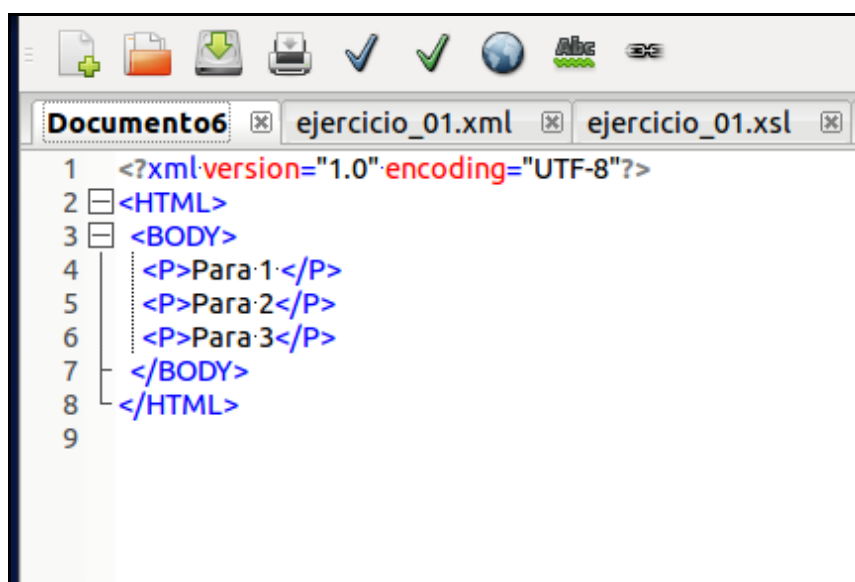 Abc
Documento6 ejercicio_01.xml ejercicio_01.xsl
1 <?xml version="1.0" encoding="UTF-8"?>
2 <HTML>
3 <BODY>
4 <P>Para 1 </P>
5 <P>Para 2</P>
6 <P>Para 3</P>
7 </BODY>
8 </HTML>
9